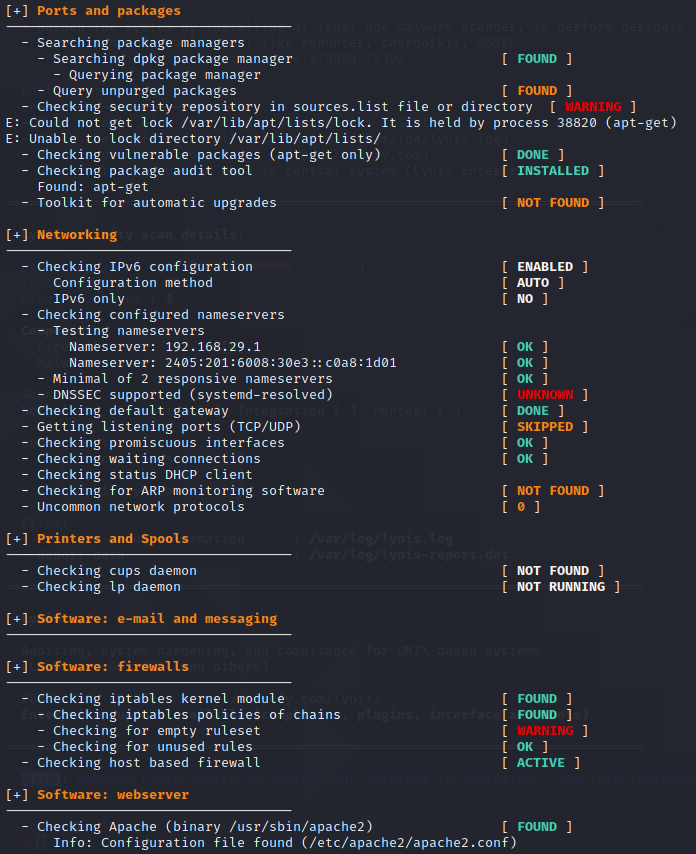 [+] Ports and packages
- Searching package managers
- Searching dpkg package manager [ FOUND ]
- Querying package manager
- Query unpurged packages [ FOUND ]
- Checking security repository in sources.list file or directory [ WARNING ]
E: Could not get lock /var/lib/apt/lists/lock. It is held by process 38820 (apt-get)
E: Unable to lock directory /var/lib/apt/lists/
- Checking vulnerable packages (apt-get only) [ DONE ]
- Checking package audit tool [ INSTALLED ]
Found: apt-get
- Toolkit for automatic upgrades [ NOT FOUND ]
[+] Networking
- Checking IPv6 configuration [ ENABLED ]
Configuration method [ AUTO ]
IPv6 only [ NO ]
- Checking configured nameservers
- Testing nameservers
Nameserver: 192.168.29.1 [ OK ]
Nameserver: 2405:201:6008:30e3::c0a8:1d01 [ OK ]
- Minimal of 2 responsive nameservers [ OK ]
- DNSSEC supported (systemd-resolved) [ UNKNOWN ]
- Checking default gateway [ DONE ]
- Getting listening ports (TCP/UDP) [ SKIPPED ]
- Checking promiscuous interfaces [ OK ]
- Checking waiting connections [ OK ]
- Checking status DHCP client
- Checking for ARP monitoring software [ NOT FOUND ]
- Uncommon network protocols [ 0 ]
[+] Printers and Spools
- Checking cups daemon [ NOT FOUND ]
- Checking lp daemon [ NOT RUNNING ]
[+] Software: e-mail and messaging
[+] Software: firewalls
- Checking iptables kernel module [ FOUND ]
- Checking iptables policies of chains [ FOUND ]
- Checking for empty ruleset [ WARNING ]
- Checking for unused rules [ OK ]
- Checking host based firewall [ ACTIVE ]
[+] Software: webserver
- Checking Apache (binary /usr/sbin/apache2) [ FOUND ]
Info: Configuration file found (/etc/apache2/apache2.conf)